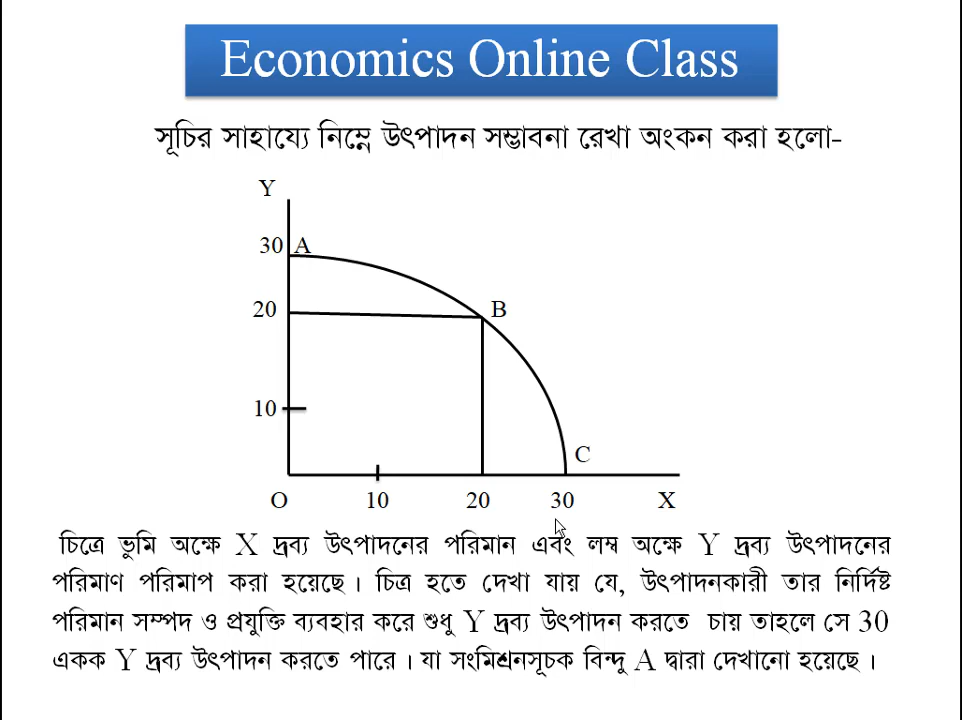 Economics Online Class
সূচির সাহায্যে নিম্নে উৎপাদন সম্ভাবনা রেখা অংকন করা হলো-
Y
30 A
20 B
10
C
O 10 20 30 X
চিত্রে ভুমি অক্ষে X দ্রব্য উৎপাদনের পরিমান এবং লম্ব অক্ষে Y দ্রব্য উৎপাদনের
পরিমাণ পরিমাপ করা হয়েছে। চিত্র হতে দেখা যায় যে, উৎপাদনকারী তার নির্দিষ্ট
পরিমান সম্পদ ও প্রযুক্তি ব্যবহার করে শুধু Y দ্রব্য উৎপাদন করতে চায় তাহলে সে 30
একক Y দ্রব্য উৎপাদন করতে পারে। যা সংমিশ্রনসূচক বিন্দু A দ্বারা দেখানো হয়েছে।